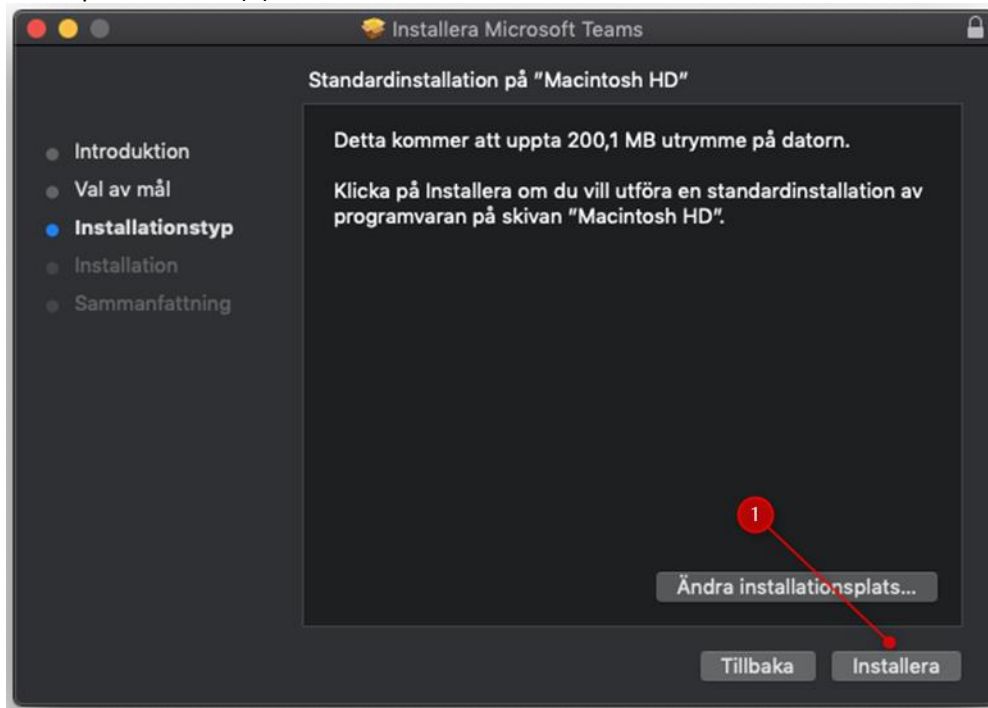 Installera Microsoft Teams
Standardinstallation på "Macintosh HD"
Introduktion
Val av mål
Installationstyp
Installation
Sammanfattning
Detta kommer att uppta 200,1 MB utrymme på datorn.
Klicka på Installera om du vill utföra en standardinstallation av
programvaran på skivan "Macintosh HD".
1
Ändra installationsplats...
Tillbaka
Installera